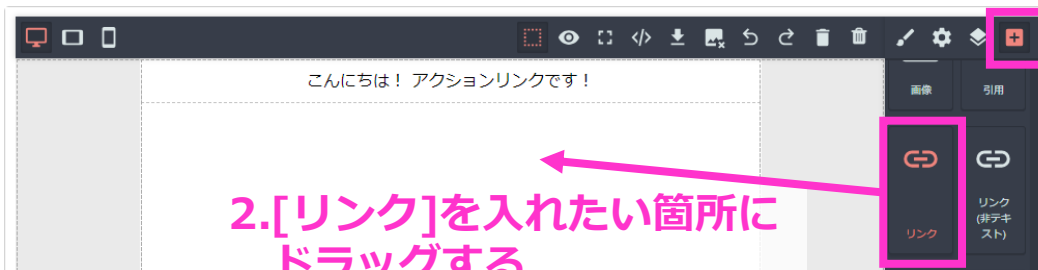 こんにちは! アクションリンクです!
画像
引用
2.[リンク]を入れたい箇所に
ドラッグする
リンク
リンク
(非テキ
スト)